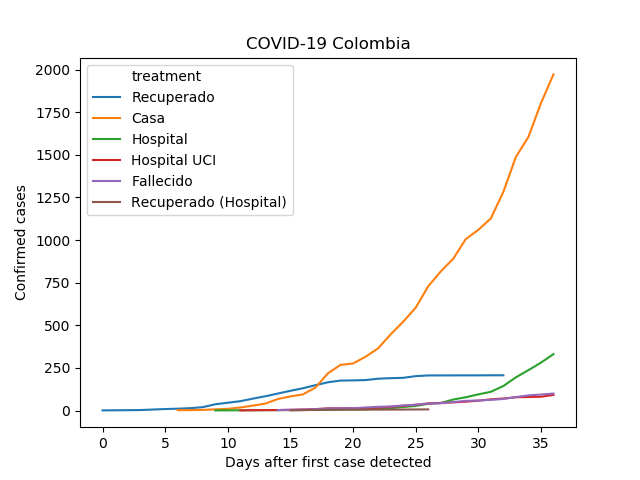 COVID-19 Colombia
Confirmed cases
2000
1750
1500
1250
1000
750
500
250
0
treatment
Recuperado
Casa
Hospital
Hospital UCI
Fallecido
Recuperado (Hospital)
0 5 10 15 20 25 30 35
Days after first case detected